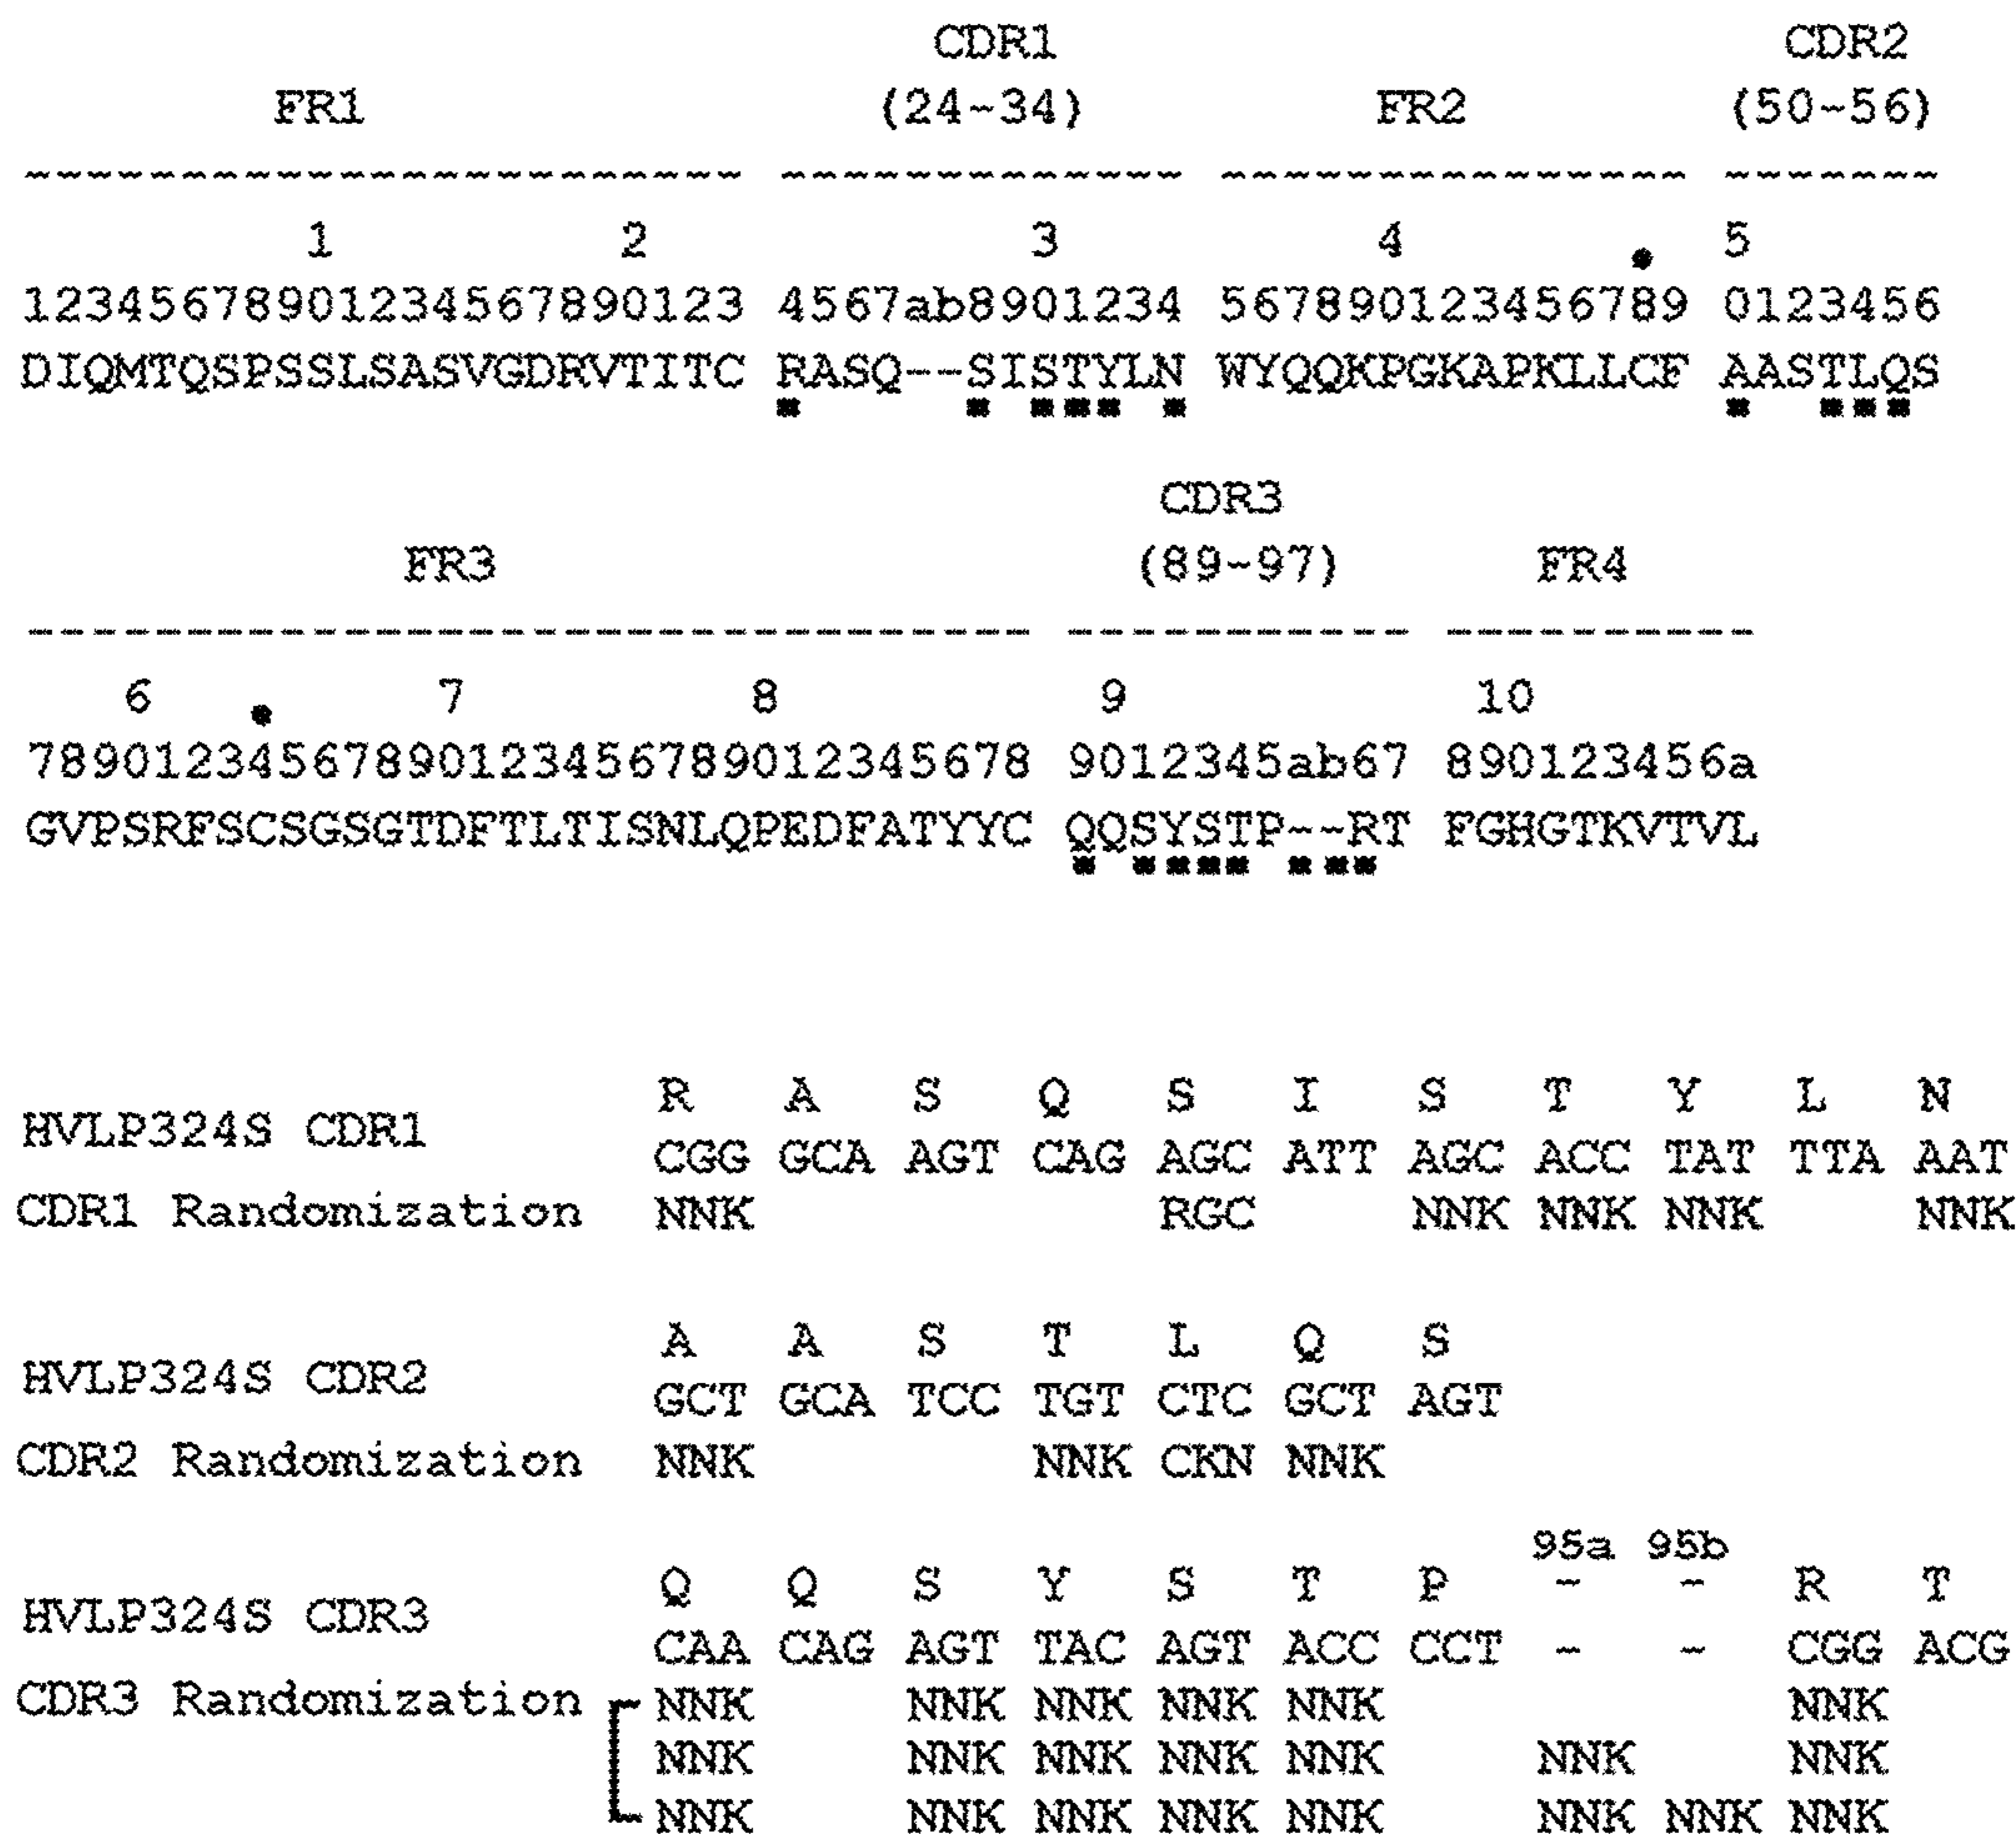 CDR1 CDR2
FR1 (24~34) FR2 (50~56)
~~~~~~~~~~~~~~~~~~~~~~~ ~~~~~~~~~~~~~ ~~~~~~~~~~~~~~~ ~~~~~~~
1 2 3 4 • 5
12345678901234567890123 4567ab8901234 567890123456789 0123456
DIQMTQSPSSLSASVGDRVTITC RASQ--SISTYLN WYQQKPGKAPKLLCF AASTLQS
CDR3
FR3 (89~97) FR4
-------------------------------- ----------- ----------
6 • 7 8 9 10
78901234567890123456789012345678 9012345ab67 890123456a
GVPSRFSCSGSGTDFTLTISNLQPEDFATYYC QQSYSTP~~RT FGHGTKVTVL
R A S Q S I S T Y L N
HVLP324S CDR1
CGG GCA AGT CAG AGC ATT AGC ACC TAT TTA AAT
CDR1 Randomization NNK RGC NNK NNK NNK NNK
A A S T L Q S
HVLP324S CDR2
GCT GCA TCC TGT CTC GCT AGT
CDR2 Randomization NNK NNK CKN NNK
95a 95b
Q Q S Y S T P ~ ~ R T
HVLP324S CDR3
CAA CAG AGT TAC AGT ACC CCT ~ ~ CGG ACG
CDR3 Randomization NNK NNK NNK NNK NNK NNK
NNK NNK NNK NNK NNK NNK NNK
NNK NNK NNK NNK NNK NNK NNK NNK